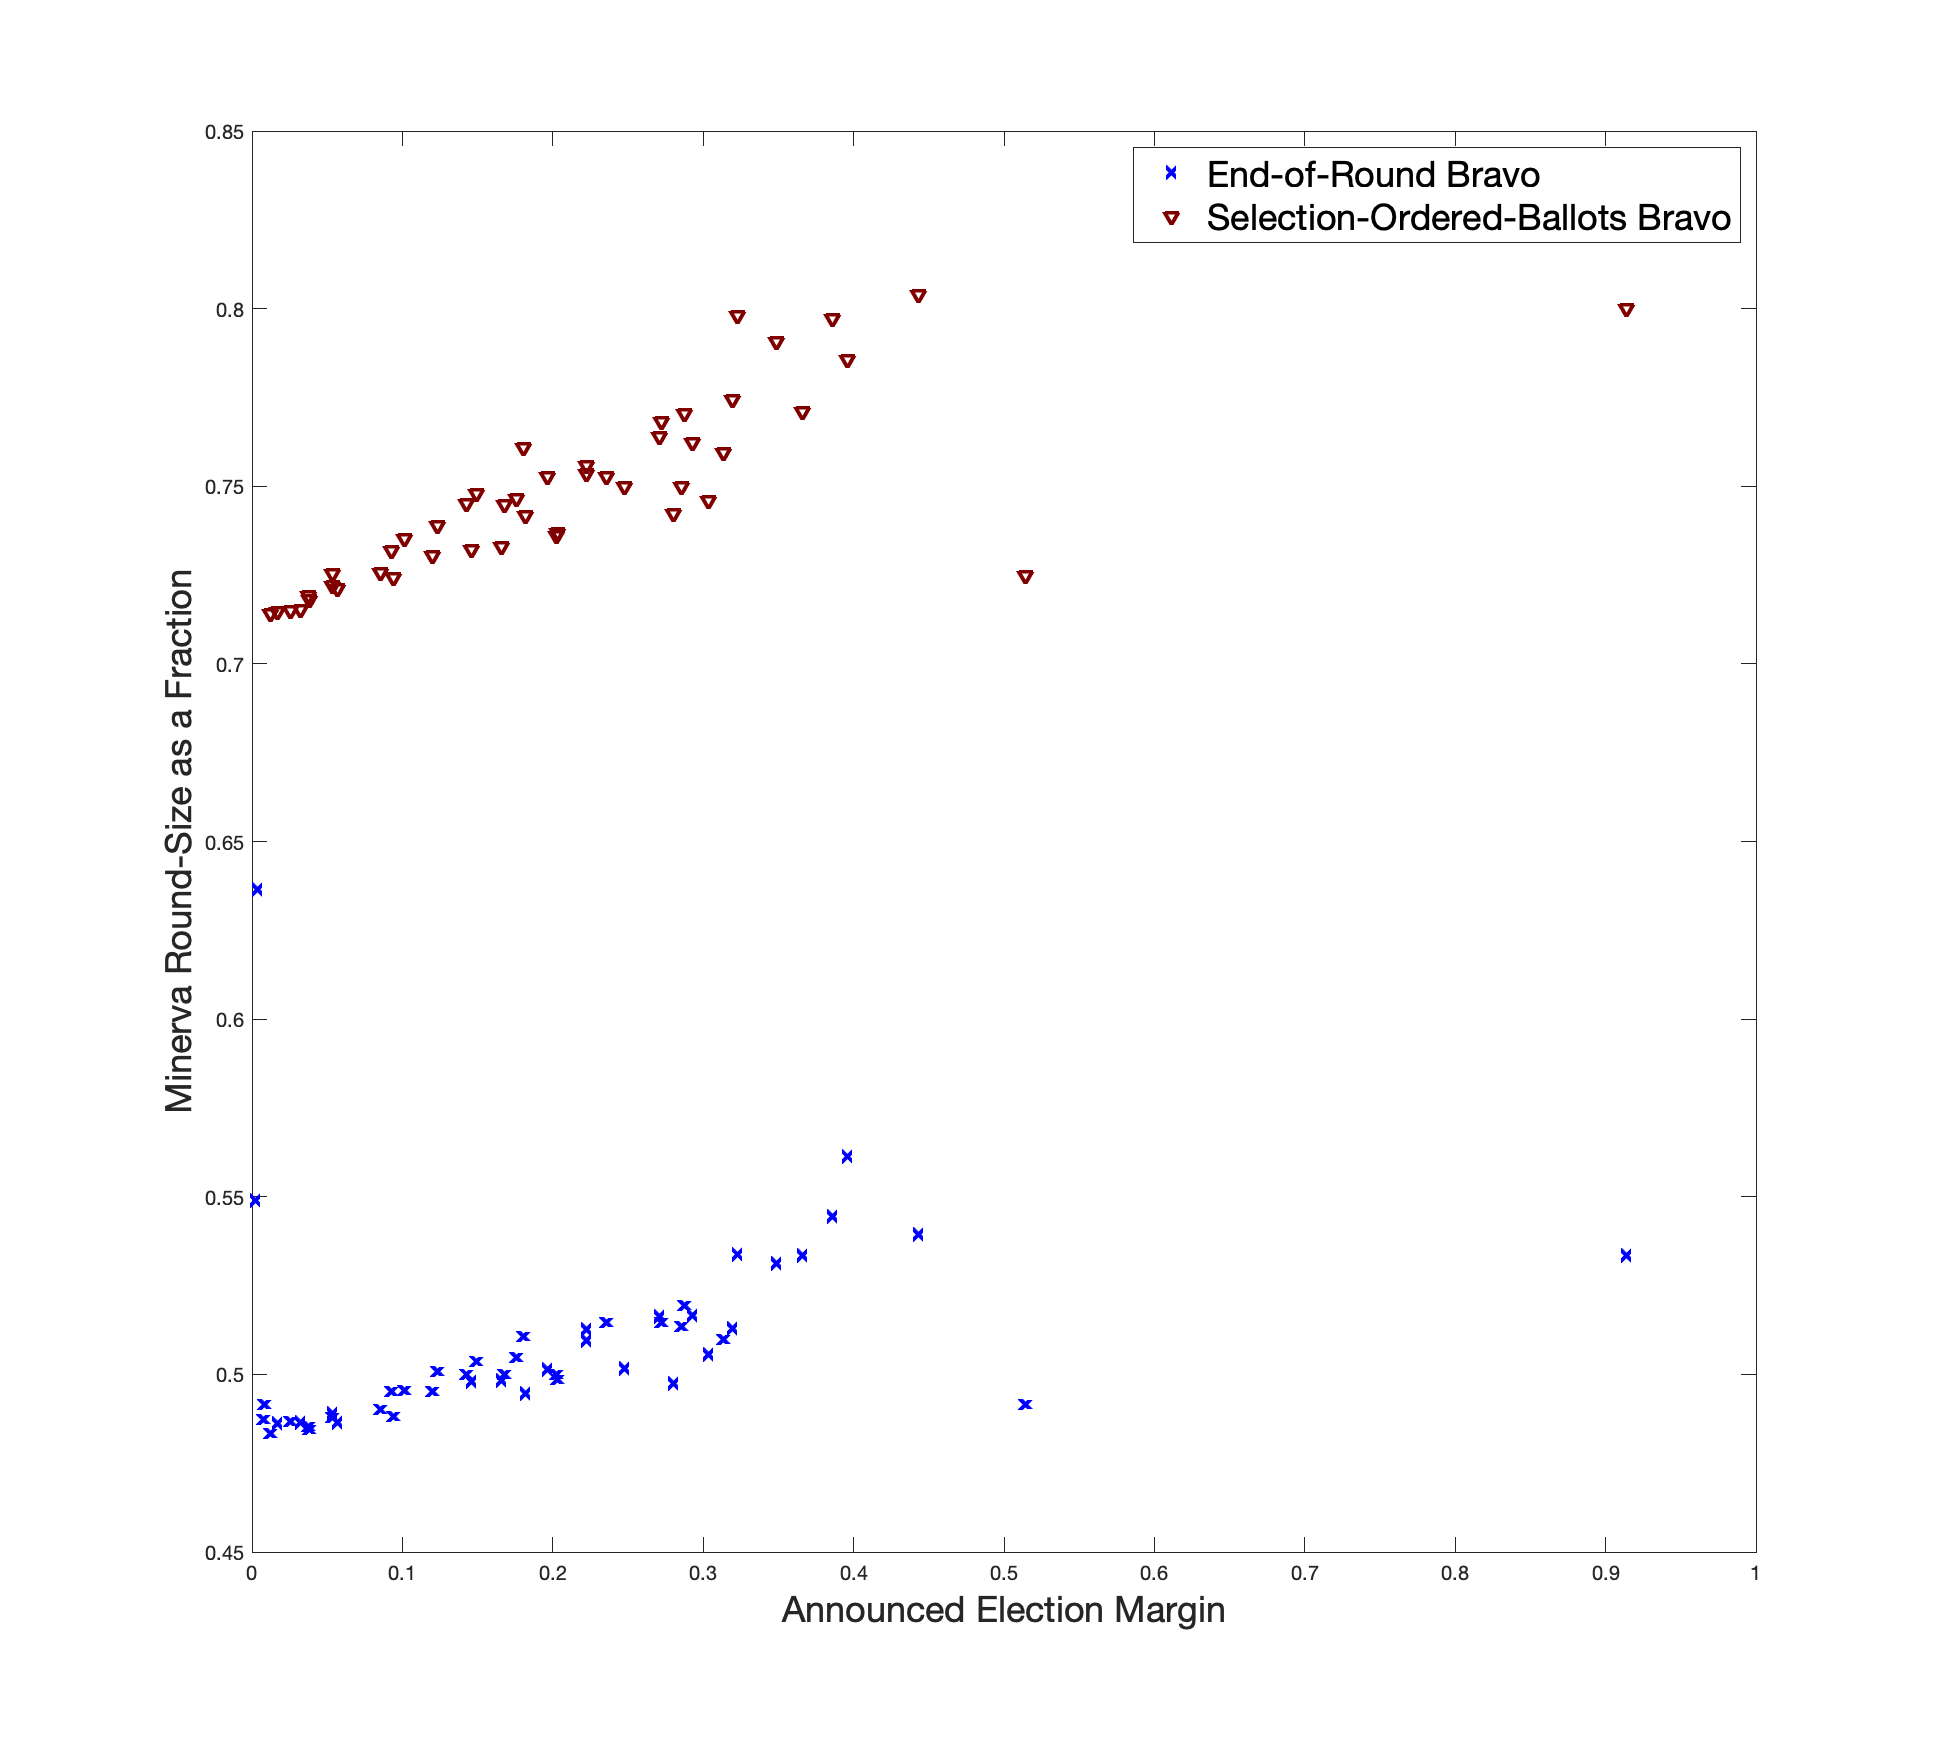 End-of-Round Bravo
Selection-Ordered-Ballots Bravo
Minerva Round-Size as a Fraction
0.85
0.8
0.75
0.7
0.65
0.6
0.55
0.5
0.45
0 0.1 0.2 0.3 0.4 0.5 0.6 0.7 0.8 0.9 1
Announced Election Margin